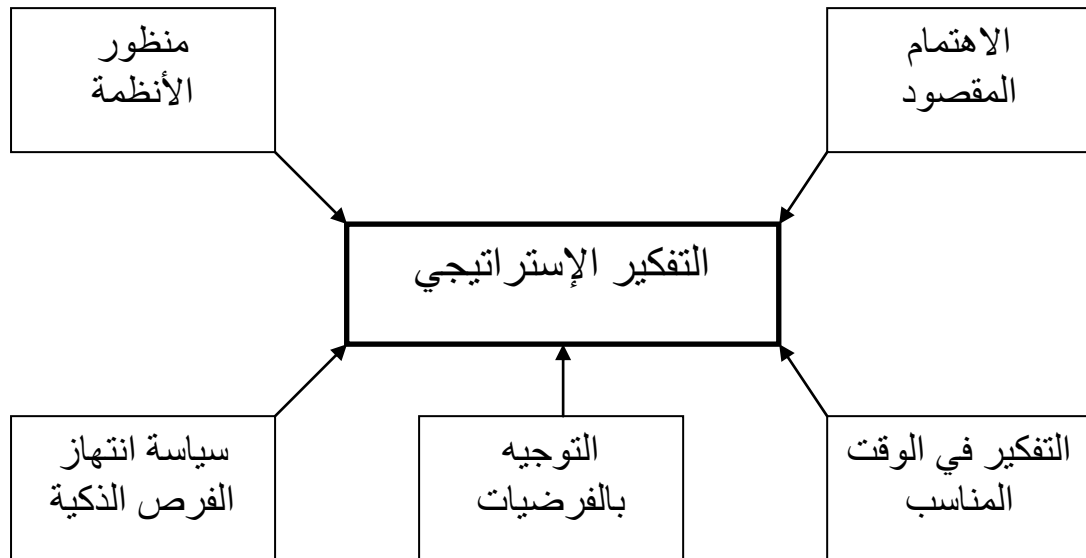 الاهتمام
المقصود
منظور
الأنظمة
التفكير الإستراتيجي
التفكير في الوقت
المناسب
التوجيه
بالفرضيات
سياسة انتهاز
الفرص الذكية